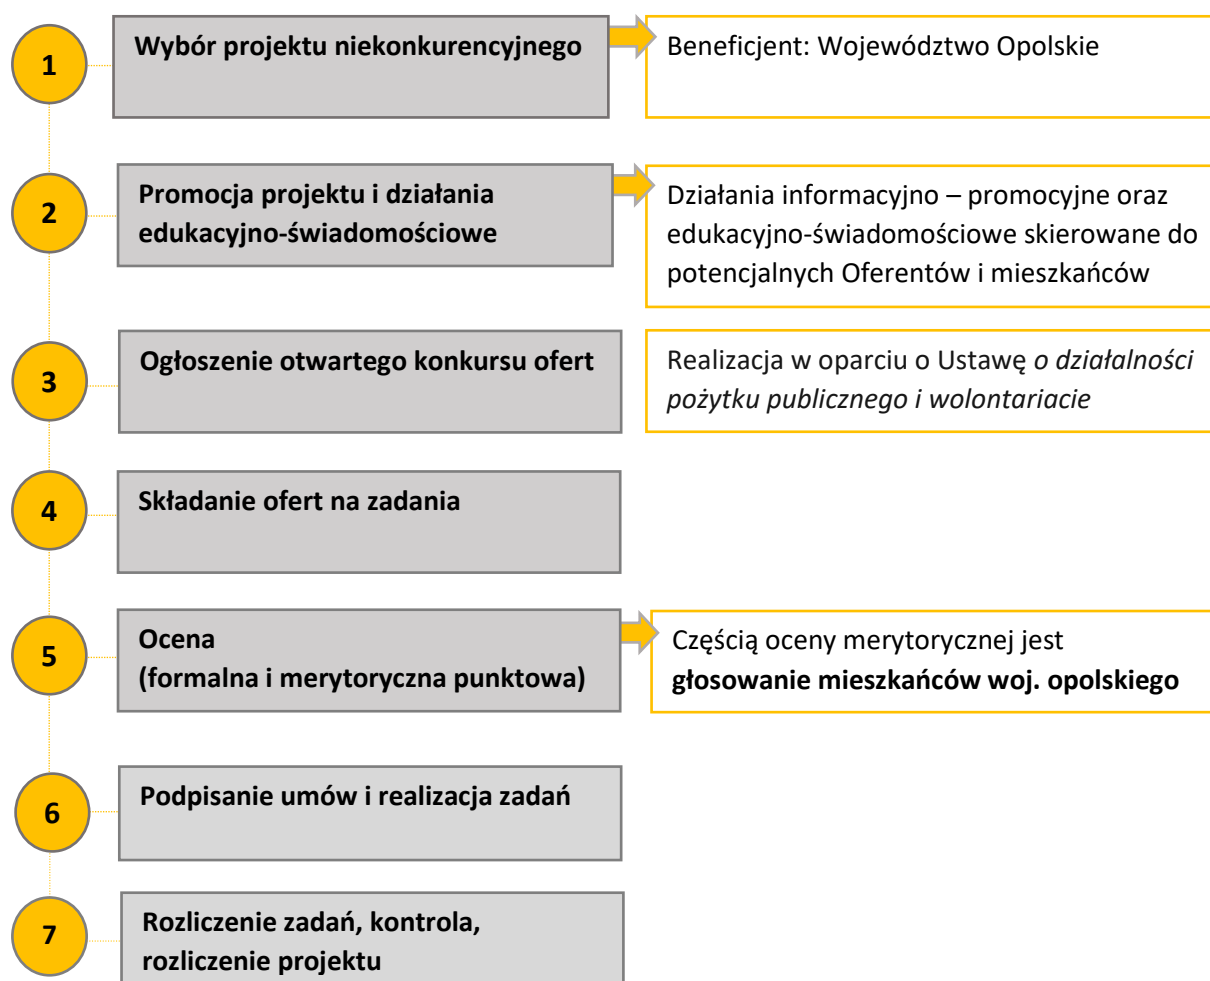 1
Wybór projektu niekonkurencyjnego
Beneficjent: Województwo Opolskie
2
Promocja projektu i działania
edukacyjno-świadomościowe
Działania informacyjno – promocyjne oraz
edukacyjno-świadomościowe skierowane do
potencjalnych Oferentów i mieszkańców
3
Ogłoszenie otwartego konkursu ofert
Realizacja w oparciu o Ustawę o działalności
pożytku publicznego i wolontariacie
4
Składanie ofert na zadania
5
Ocena
(formalna i merytoryczna punktowa)
Częścią oceny merytorycznej jest
głosowanie mieszkańców woj. opolskiego
6
Podpisanie umów i realizacja zadań
7
Rozliczenie zadań, kontrola,
rozliczenie projektu